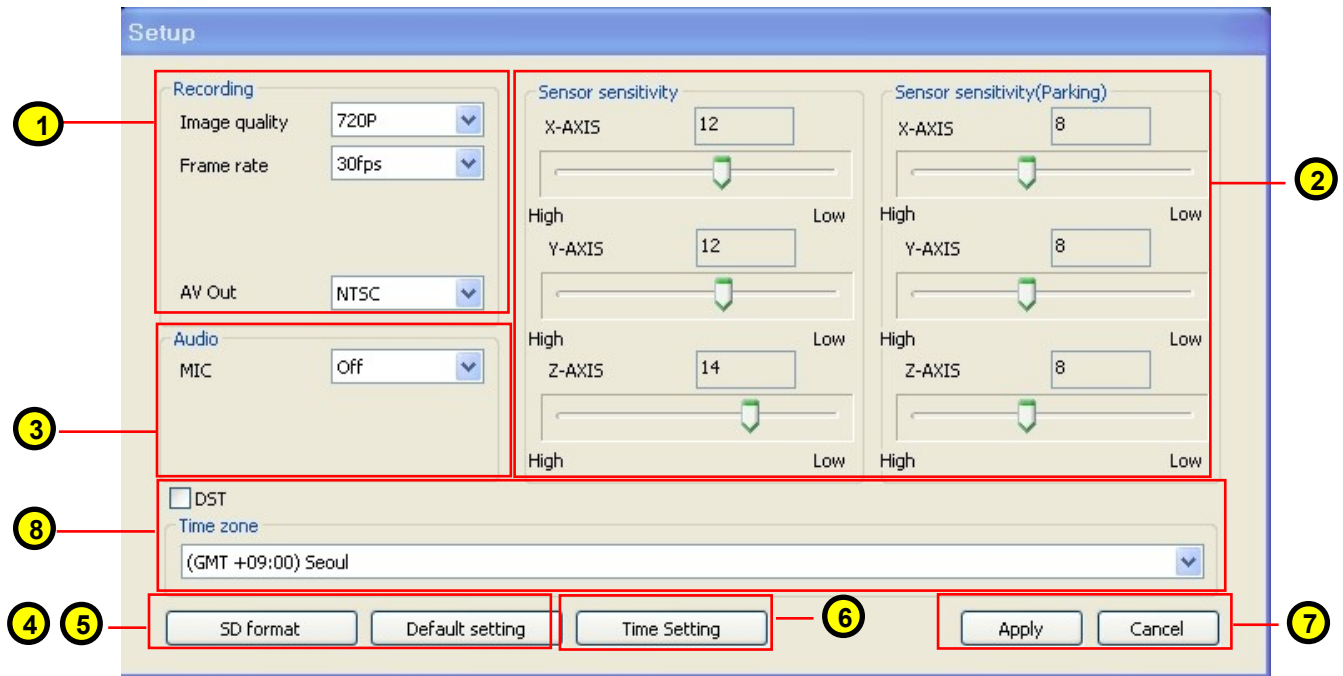 Setup
Recording
Image quality 720P
Frame rate 30fps
AV Out NTSC
1
Sensor sensitivity
X-AXIS 12
High Low
Y-AXIS 12
High Low
Z-AXIS 14
High Low
Sensor sensitivity(Parking)
X-AXIS 8
High Low
Y-AXIS 8
High Low
Z-AXIS 8
High Low
2
Audio
MIC Off
3
DST
Time zone
(GMT +09:00) Seoul
8
4 5
SD format Default setting Time Setting
6
Apply Cancel
7